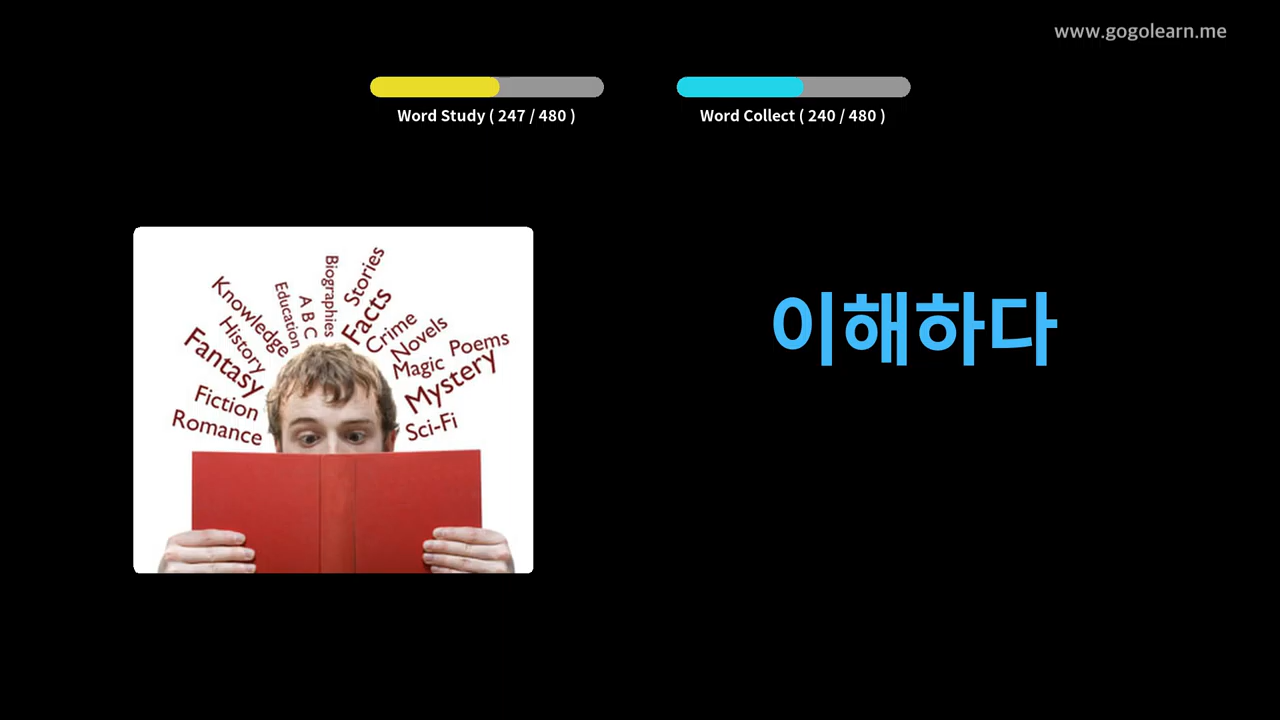 www.gogolearn.me
Word Study ( 247 / 480 )
Word Collect ( 240 / 480 )
이해하다
Romance
Fiction
Fantasy
History
Knowledge
Education
A B C
Biographies
Stories
Facts
Crime
Novels
Magic
Poems
Mystery
Sci-Fi